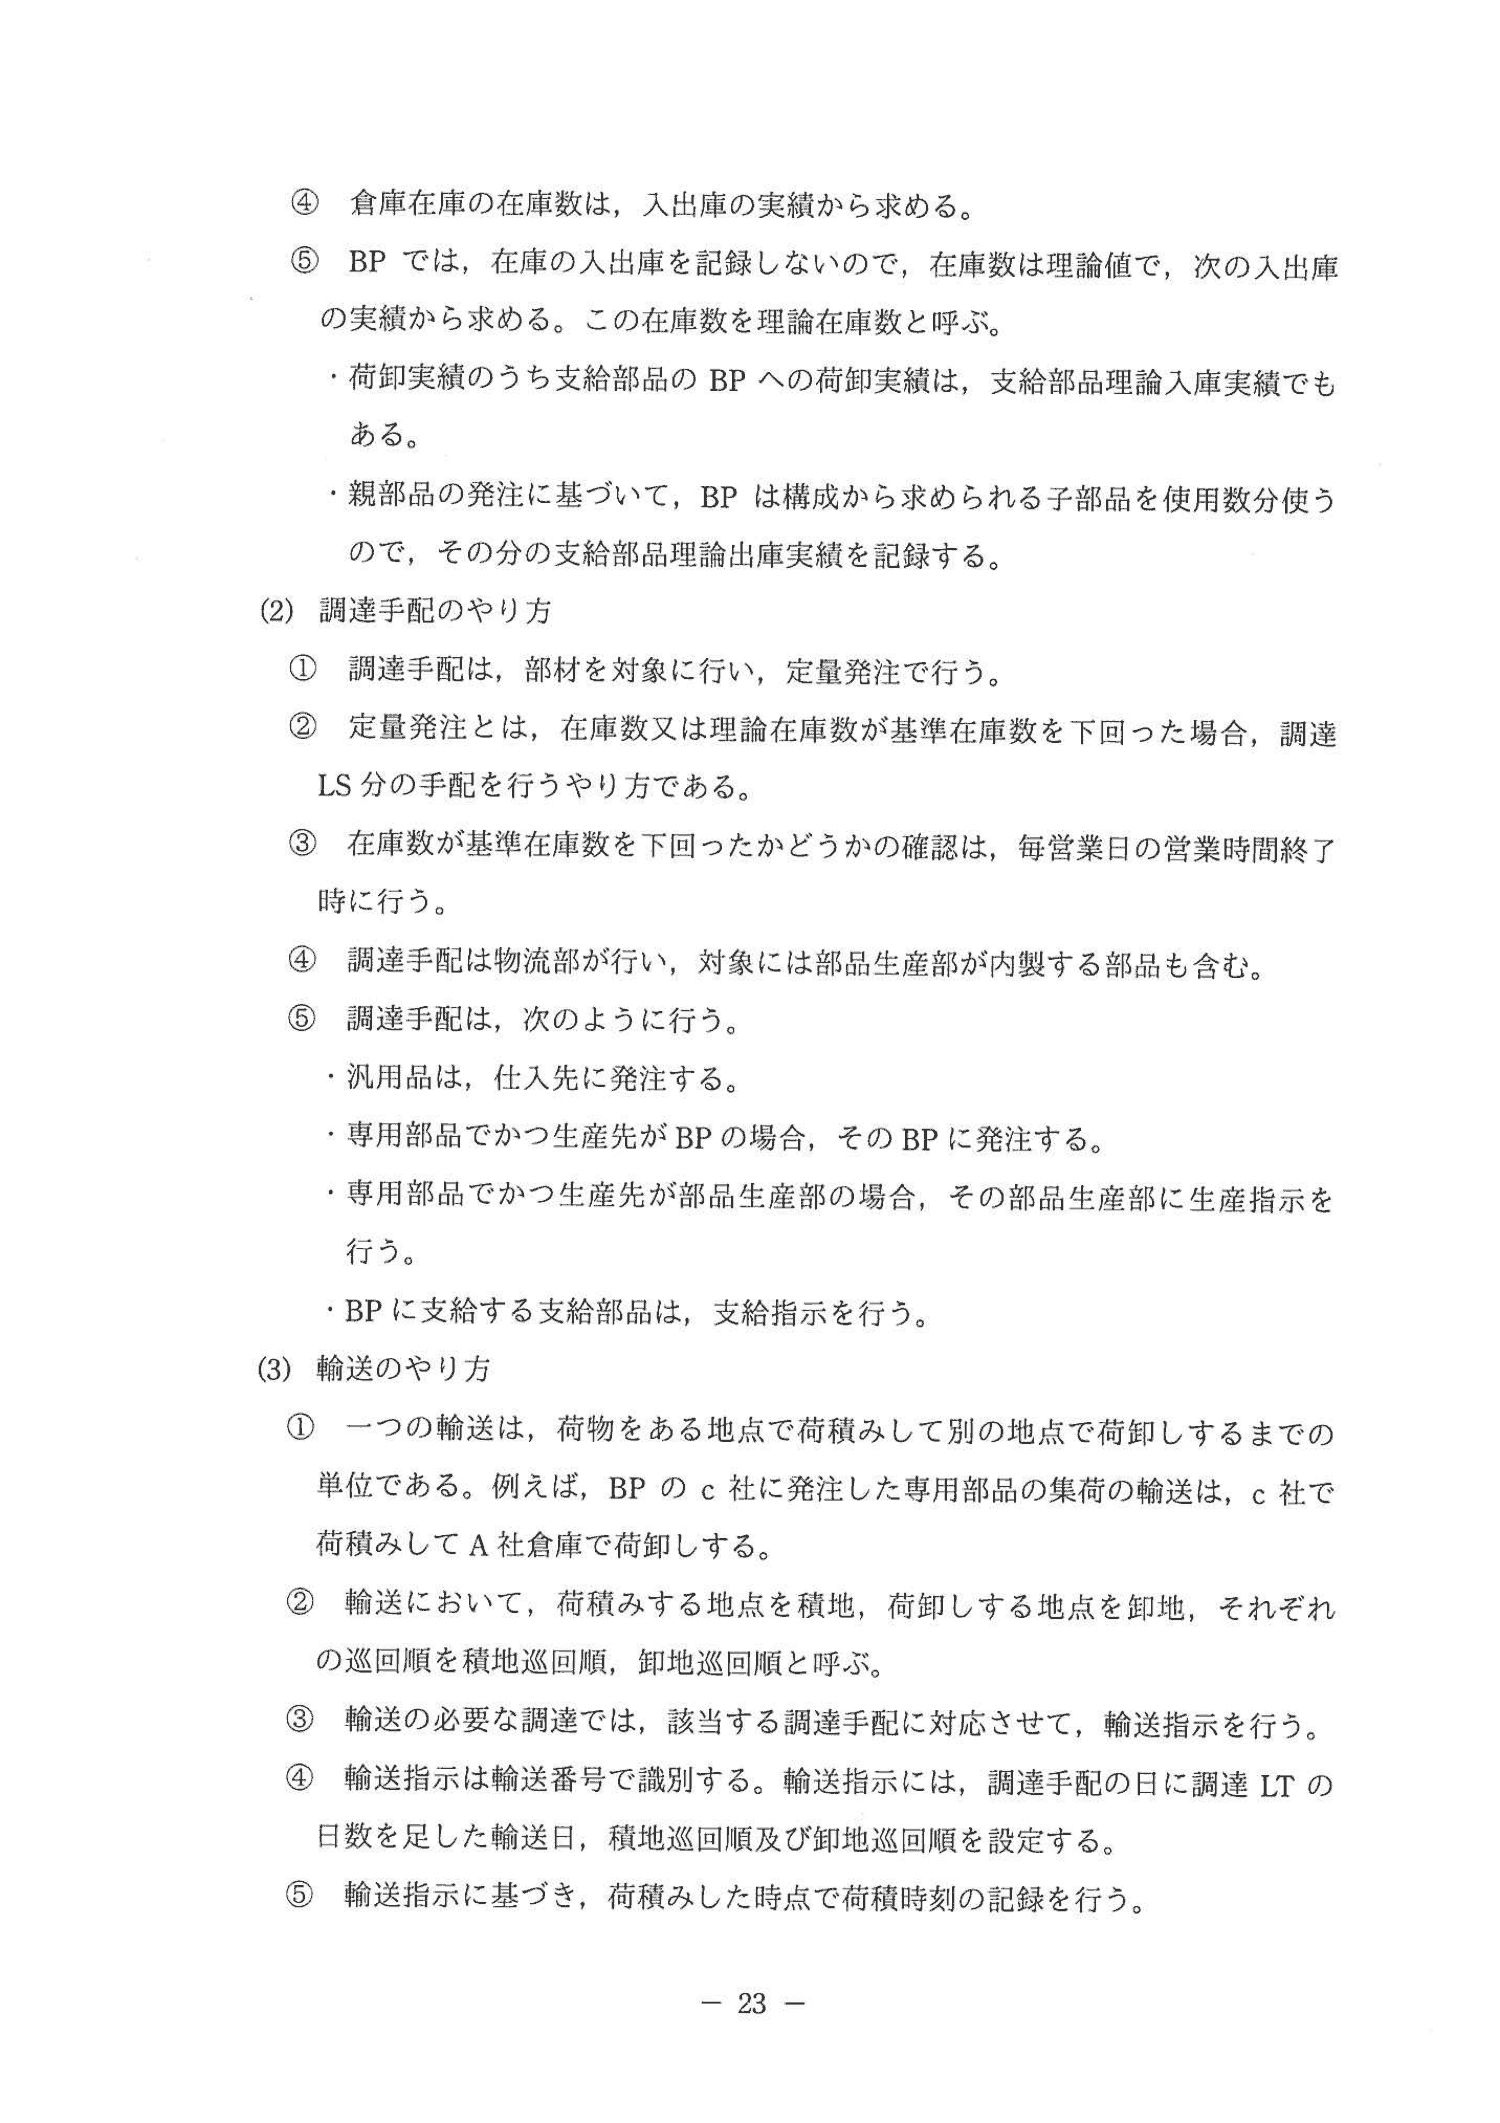 ④　倉庫在庫の在庫数は，入出庫の実績から求める。
⑤　BP では，在庫の入出庫を記録しないので，在庫数は理論値で，次の入出庫
の実績から求める。この在庫数を理論在庫数と呼ぶ。
・荷卸実績のうち支給部品の BP への荷卸実績は，支給部品理論入庫実績でも
ある。
・親部品の発注に基づいて，BP は構成から求められる子部品を使用数分使う
ので，その分の支給部品理論出庫実績を記録する。
(2)　調達手配のやり方
①　調達手配は，部材を対象に行い，定量発注で行う。
②　定量発注とは，在庫数又は理論在庫数が基準在庫数を下回った場合，調達
LS 分の手配を行うやり方である。
③　在庫数が基準在庫数を下回ったかどうかの確認は，毎営業日の営業時間終了
時に行う。
④　調達手配は物流部が行い，対象には部品生産部が内製する部品も含む。
⑤　調達手配は，次のように行う。
・汎用品は，仕入先に発注する。
・専用部品でかつ生産先が BP の場合，その BP に発注する。
・専用部品でかつ生産先が部品生産部の場合，その部品生産部に生産指示を
行う。
・BP に支給する支給部品は，支給指示を行う。
(3)　輸送のやり方
①　一つの輸送は，荷物をある地点で荷積みして別の地点で荷卸しするまでの
単位である。例えば，BP の c 社に発注した専用部品の集荷の輸送は，c 社で
荷積みして A 社倉庫で荷卸しする。
②　輸送において，荷積みする地点を積地，荷卸しする地点を卸地，それぞれ
の巡回順を積地巡回順，卸地巡回順と呼ぶ。
③　輸送の必要な調達では，該当する調達手配に対応させて，輸送指示を行う。
④　輸送指示は輸送番号で識別する。輸送指示には，調達手配の日に調達 LT の
日数を足した輸送日，積地巡回順及び卸地巡回順を設定する。
⑤　輸送指示に基づき，荷積みした時点で荷積時刻の記録を行う。
－ 23 －